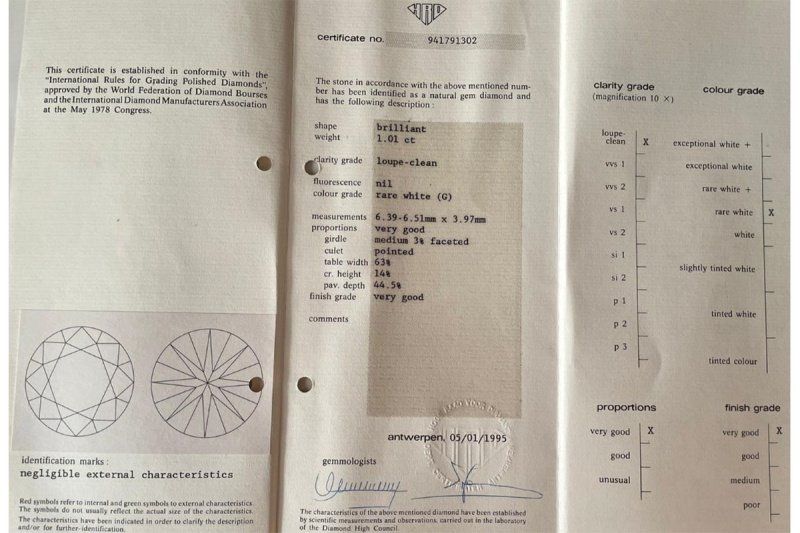 This certificate is established in conformity with the
"International Rules for Grading Polished Diamonds",
approved by the World Federation of Diamond Bourses
and the International Diamond Manufacturers Association
at the May 1978 Congress.
identification marks :
negligible external characteristics
Red symbols refer to internal and green symbols to external characteristics.
The symbols do not usually reflect the actual size of the characteristics.
The characteristics have been indicated in order to clarify the description
and/or for further-identification.
HRD
certificate no. 941791302
The stone in accordance with the above mentioned num-
ber has been identified as a natural gem diamond and
has the following description :
shape brilliant
weight 1.01 ct
clarity grade loupe-clean
fluorescence nil
colour grade rare white (G)
measurements 6.39-6.51mm x 3.97mm
proportions very good
girdle medium 3% faceted
culet pointed
table width 63%
cr. height 14%
pav. depth 44.5%
finish grade very good
comments
antwerpen, 05/01/1995
gemmologists
The characteristics of the above mentioned diamond have been established
by scientific measurements and observations, carried out in the laboratory
of the Diamond High Council.
clarity grade
(magnification 10 ×)
loupe-
clean X
vvs 1
vvs 2
vs 1
vs 2
si 1
si 2
p 1
p 2
p 3
colour grade
exceptional white +
exceptional white
rare white +
rare white X
white
slightly tinted white
tinted white
tinted colour
proportions
very good X
good
unusual
finish grade
very good X
good
medium
poor